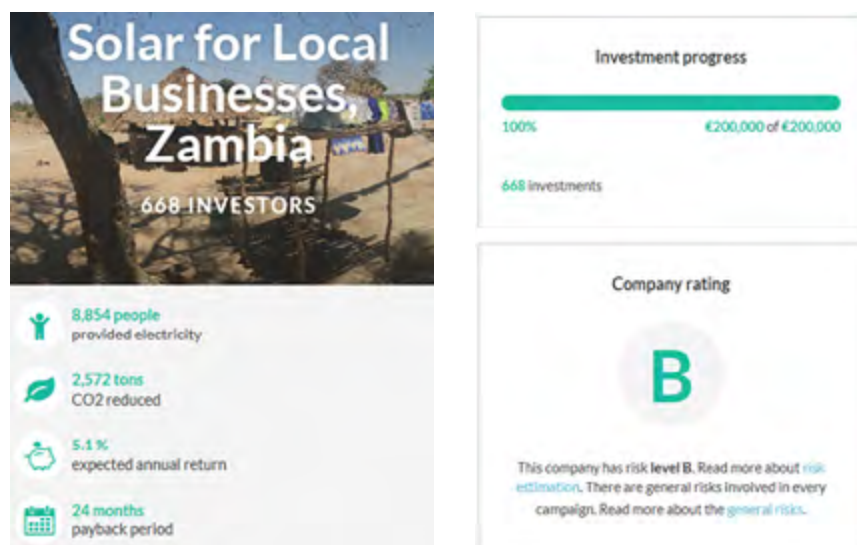 Solar for Local
Businesses,
Zambia
668 INVESTORS
8,854 people
provided electricity
2,572 tons
CO2 reduced
5.1 %
expected annual return
24 months
payback period
Investment progress
100%
€200,000 of €200,000
668 investments
Company rating
B
This company has risk level B. Read more about risk
estimation. There are general risks involved in every
campaign. Read more about the general risks.